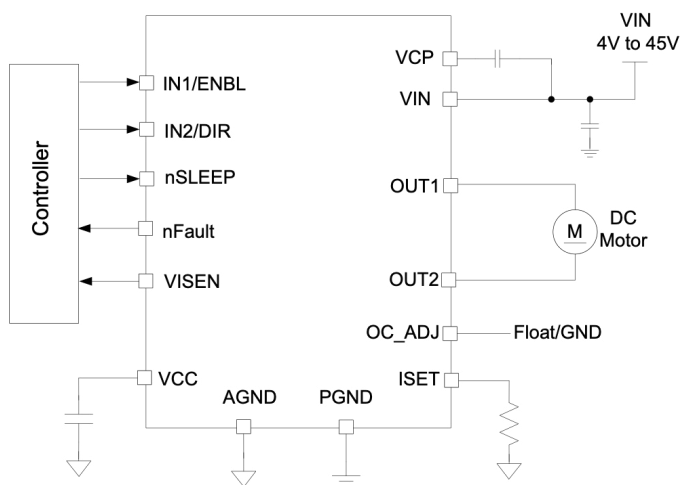 VIN
4V to 45V
VCP
VIN
IN1/ENBL
IN2/DIR
nSLEEP
nFault
VISEN
Controller
OUT1
M
DC
Motor
OUT2
OC_ADJ
Float/GND
VCC
ISET
AGND
PGND